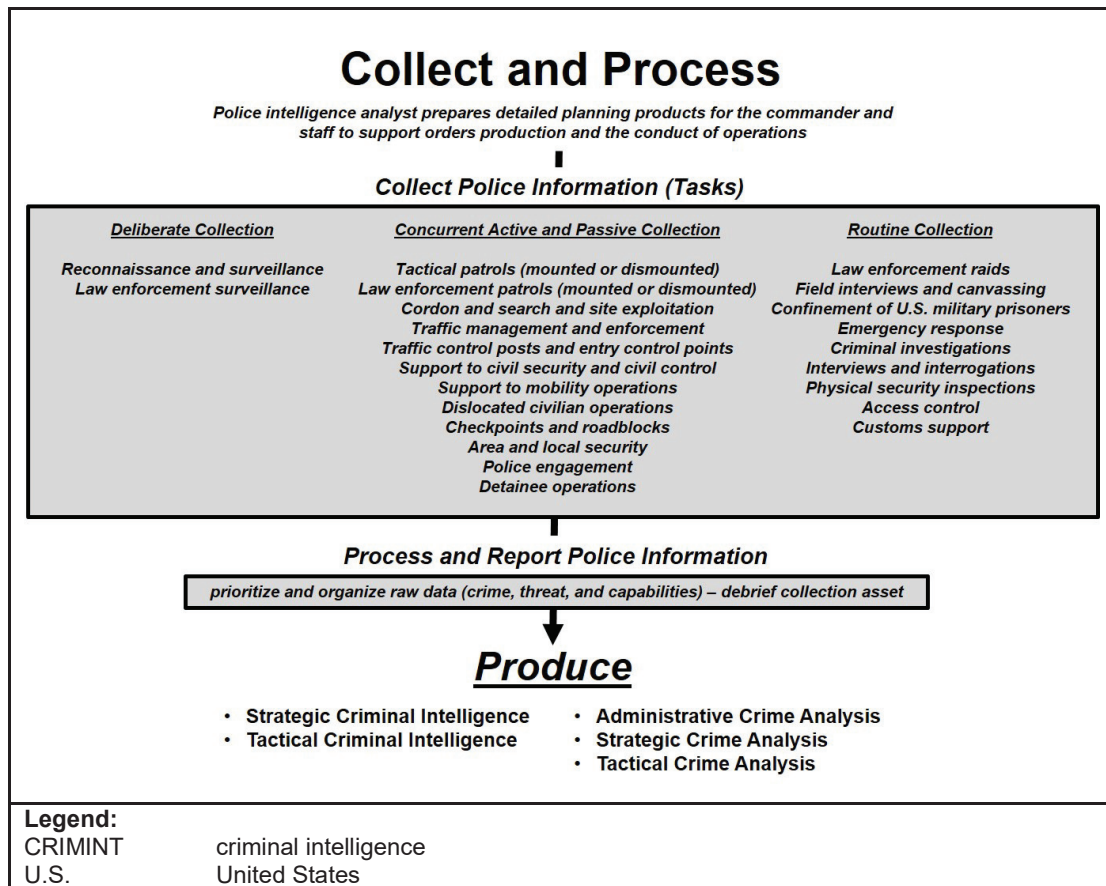 Collect and Process
Police intelligence analyst prepares detailed planning products for the commander and
staff to support orders production and the conduct of operations
Collect Police Information (Tasks)
Deliberate Collection
Reconnaissance and surveillance
Law enforcement surveillance
Concurrent Active and Passive Collection
Tactical patrols (mounted or dismounted)
Law enforcement patrols (mounted or dismounted)
Cordon and search and site exploitation
Traffic management and enforcement
Traffic control posts and entry control points
Support to civil security and civil control
Support to mobility operations
Dislocated civilian operations
Checkpoints and roadblocks
Area and local security
Police engagement
Detainee operations
Routine Collection
Law enforcement raids
Field interviews and canvassing
Confinement of U.S. military prisoners
Emergency response
Criminal investigations
Interviews and interrogations
Physical security inspections
Access control
Customs support
Process and Report Police Information
prioritize and organize raw data (crime, threat, and capabilities) – debrief collection asset
Produce
• Strategic Criminal Intelligence
• Tactical Criminal Intelligence
• Administrative Crime Analysis
• Strategic Crime Analysis
• Tactical Crime Analysis
Legend:
CRIMINT criminal intelligence
U.S. United States